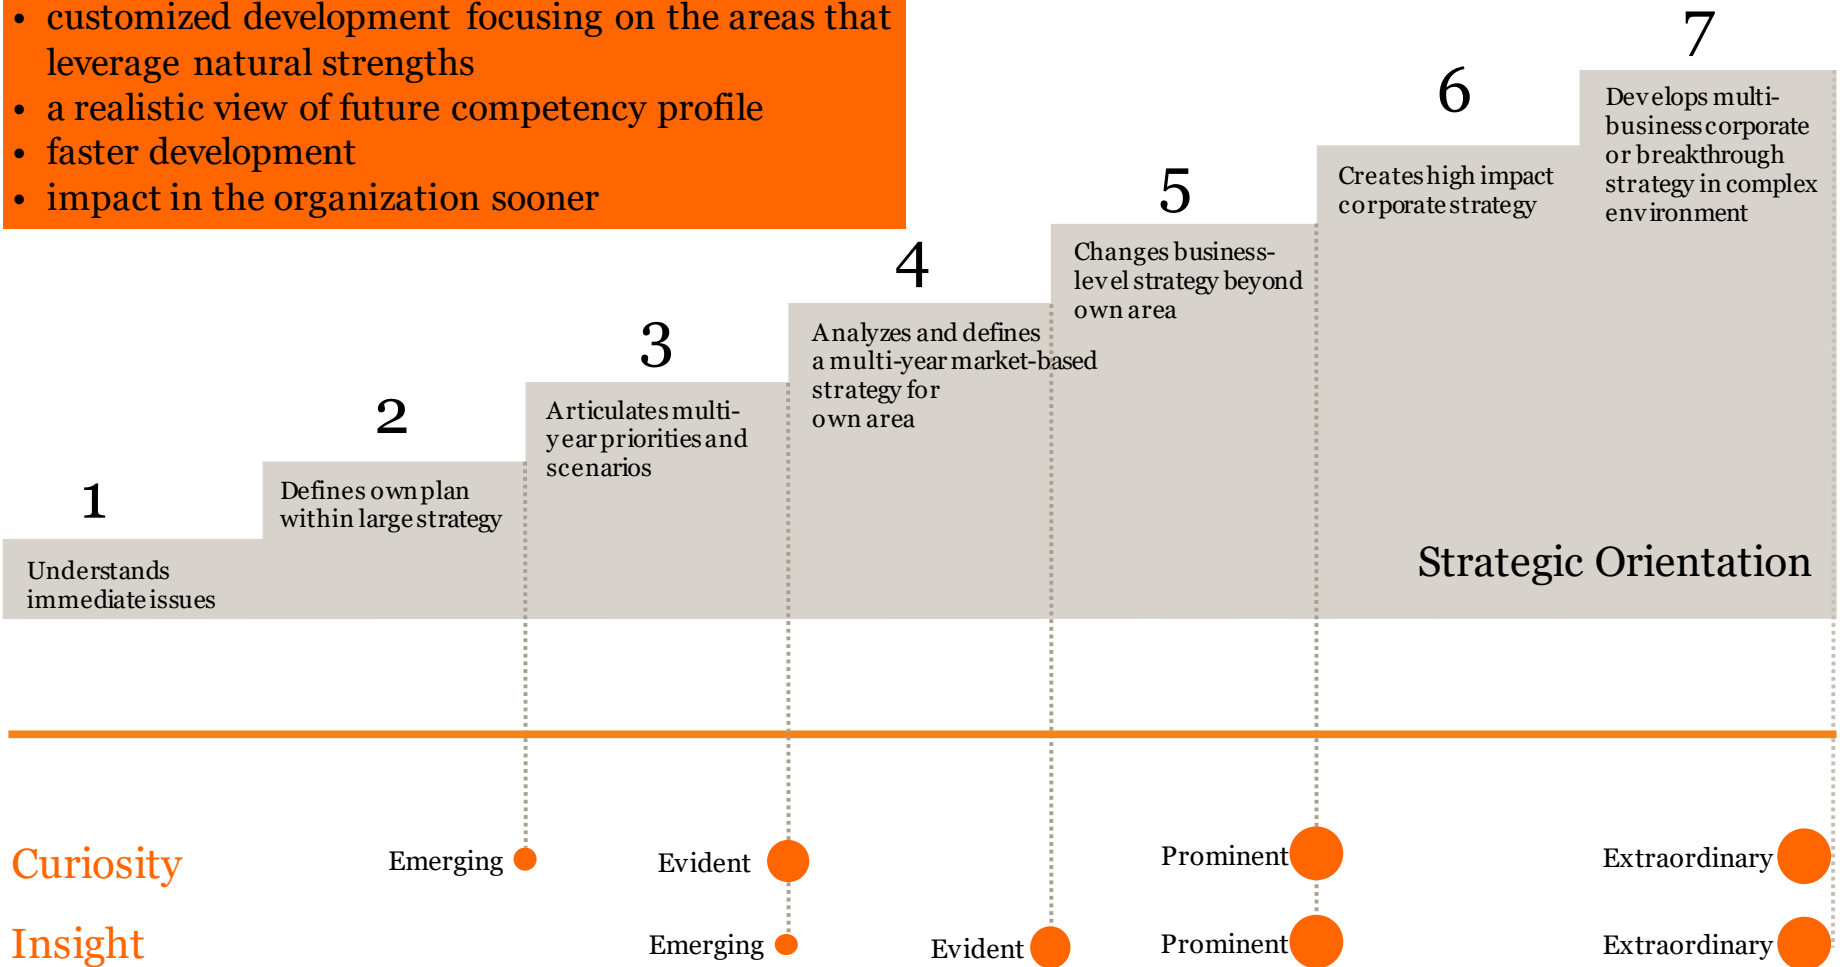 • customized development focusing on the areas that
leverage natural strengths
• a realistic view of future competency profile
• faster development
• impact in the organization sooner
1
Understands
immediate issues
2
Defines own plan
within large strategy
3
Articulates multi-
year priorities and
scenarios
4
Analyzes and defines
a multi-year market-based
strategy for
own area
5
Changes business-
level strategy beyond
own area
6
Creates high impact
corporate strategy
7
Develops multi-
business corporate
or breakthrough
strategy in complex
environment
Strategic Orientation
Curiosity
Emerging
Evident
Prominent
Extraordinary
Insight
Emerging
Evident
Prominent
Extraordinary